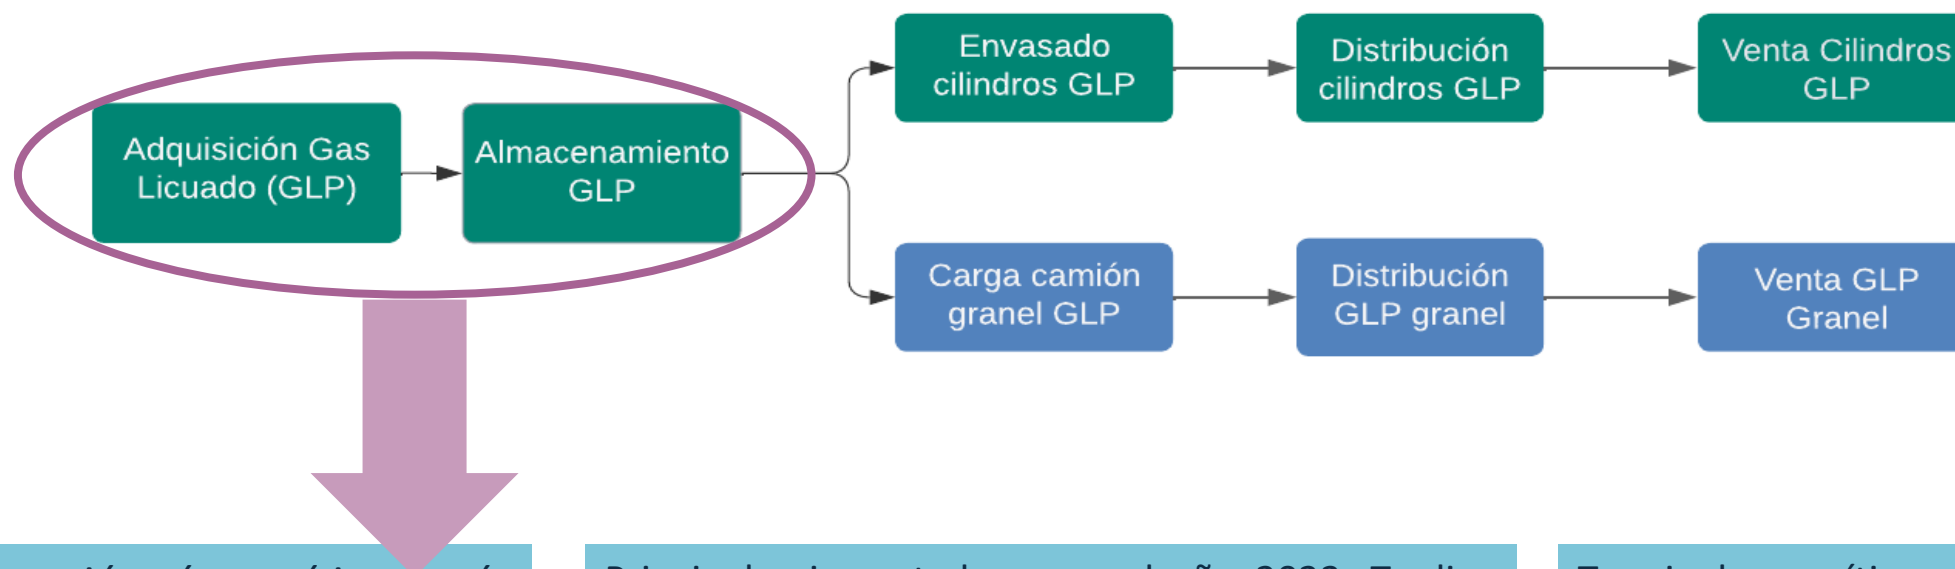 Adquisición Gas
Licuado (GLP)
Almacenamiento
GLP
Envasado
cilindros GLP
Distribución
cilindros GLP
Venta Cilindros
GLP
Carga camión
granel GLP
Distribución
GLP granel
Venta GLP
Granel
2022